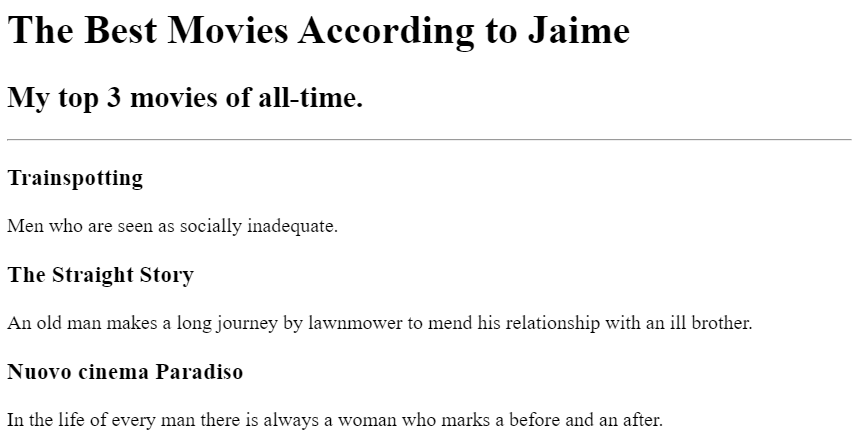 The Best Movies According to Jaime
My top 3 movies of all-time.
Trainspotting
Men who are seen as socially inadequate.
The Straight Story
An old man makes a long journey by lawnmower to mend his relationship with an ill brother.
Nuovo cinema Paradiso
In the life of every man there is always a woman who marks a before and an after.